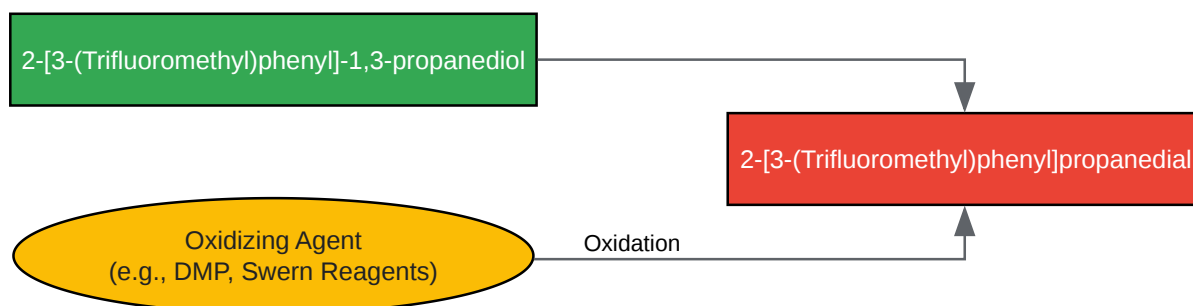 2-[3-(Trifluoromethyl)phenyl]-1,3-propanediol
2-[3-(Trifluoromethyl)phenyl]propanedial
Oxidizing Agent
(e.g., DMP, Swern Reagents)
Oxidation